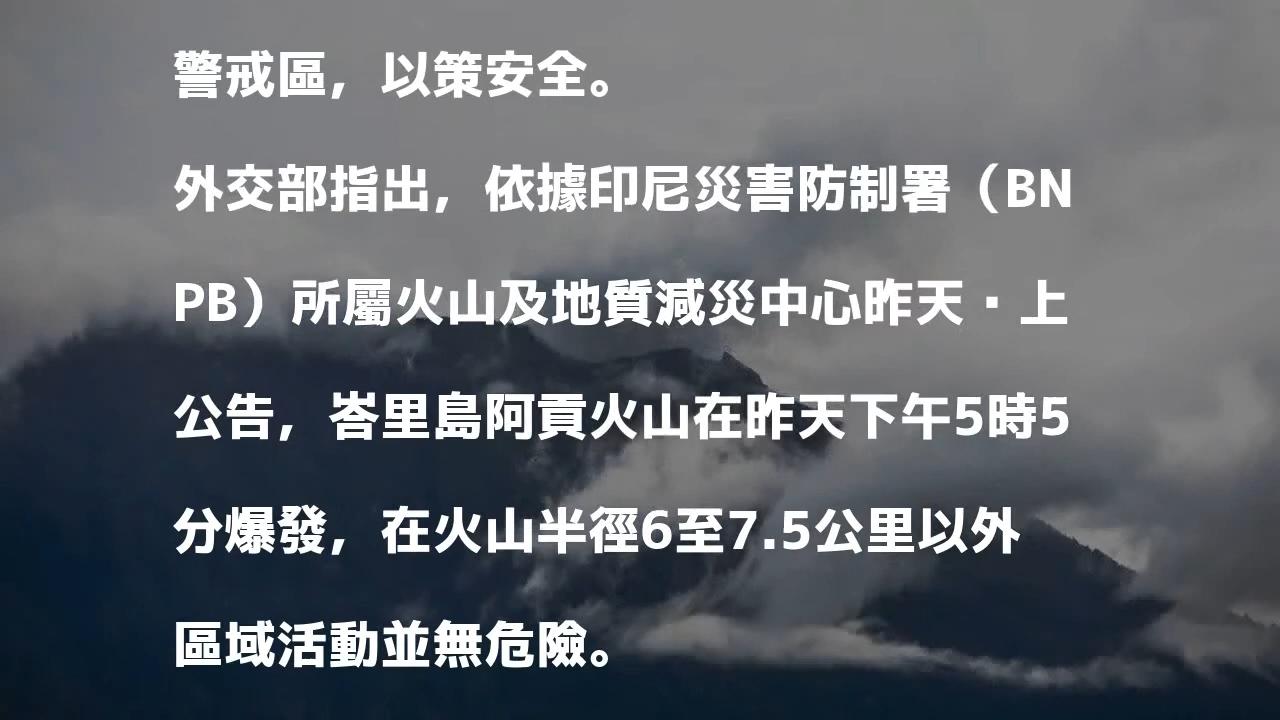 警戒區，以策安全。
外交部指出，依據印尼災害防制署（BN
PB）所屬火山及地質減災中心昨天·上
公告，峇里島阿貢火山在昨天下午5時5
分爆發，在火山半徑6至7.5公里以外
區域活動並無危險。